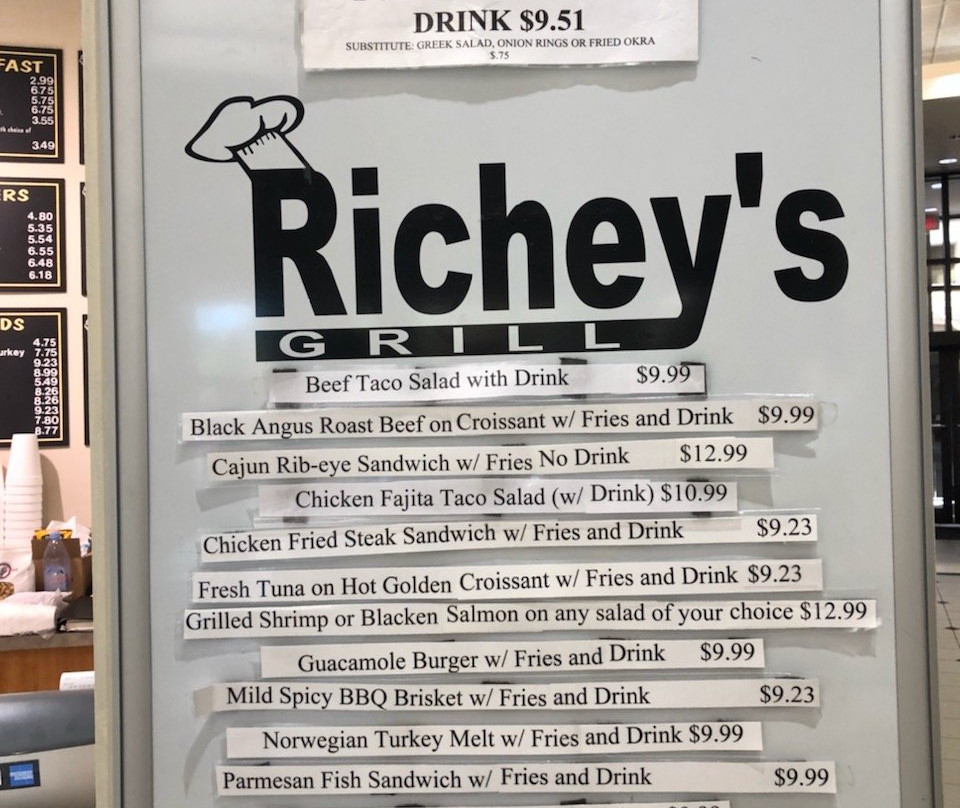 DRINK $9.51
SUBSTITUTE: GREEK SALAD, ONION RINGS OR FRIED OKRA
$.75
Richey's
GRILL
Beef Taco Salad with Drink $9.99
Black Angus Roast Beef on Croissant w/ Fries and Drink $9.99
Cajun Rib-eye Sandwich w/ Fries No Drink $12.99
Chicken Fajita Taco Salad (w/ Drink) $10.99
Chicken Fried Steak Sandwich w/ Fries and Drink $9.23
Fresh Tuna on Hot Golden Croissant w/ Fries and Drink $9.23
Grilled Shrimp or Blacken Salmon on any salad of your choice $12.99
Guacamole Burger w/ Fries and Drink $9.99
Mild Spicy BBQ Brisket w/ Fries and Drink $9.23
Norwegian Turkey Melt w/ Fries and Drink $9.99
Parmesan Fish Sandwich w/ Fries and Drink $9.99
FAST
2.99
6.75
5.75
6.75
3.55
choice of
3.49
ERS
4.80
5.35
5.54
6.55
6.48
6.18
DS
4.75
urkey 7.75
9.23
8.99
5.49
8.26
8.26
9.23
7.80
8.77